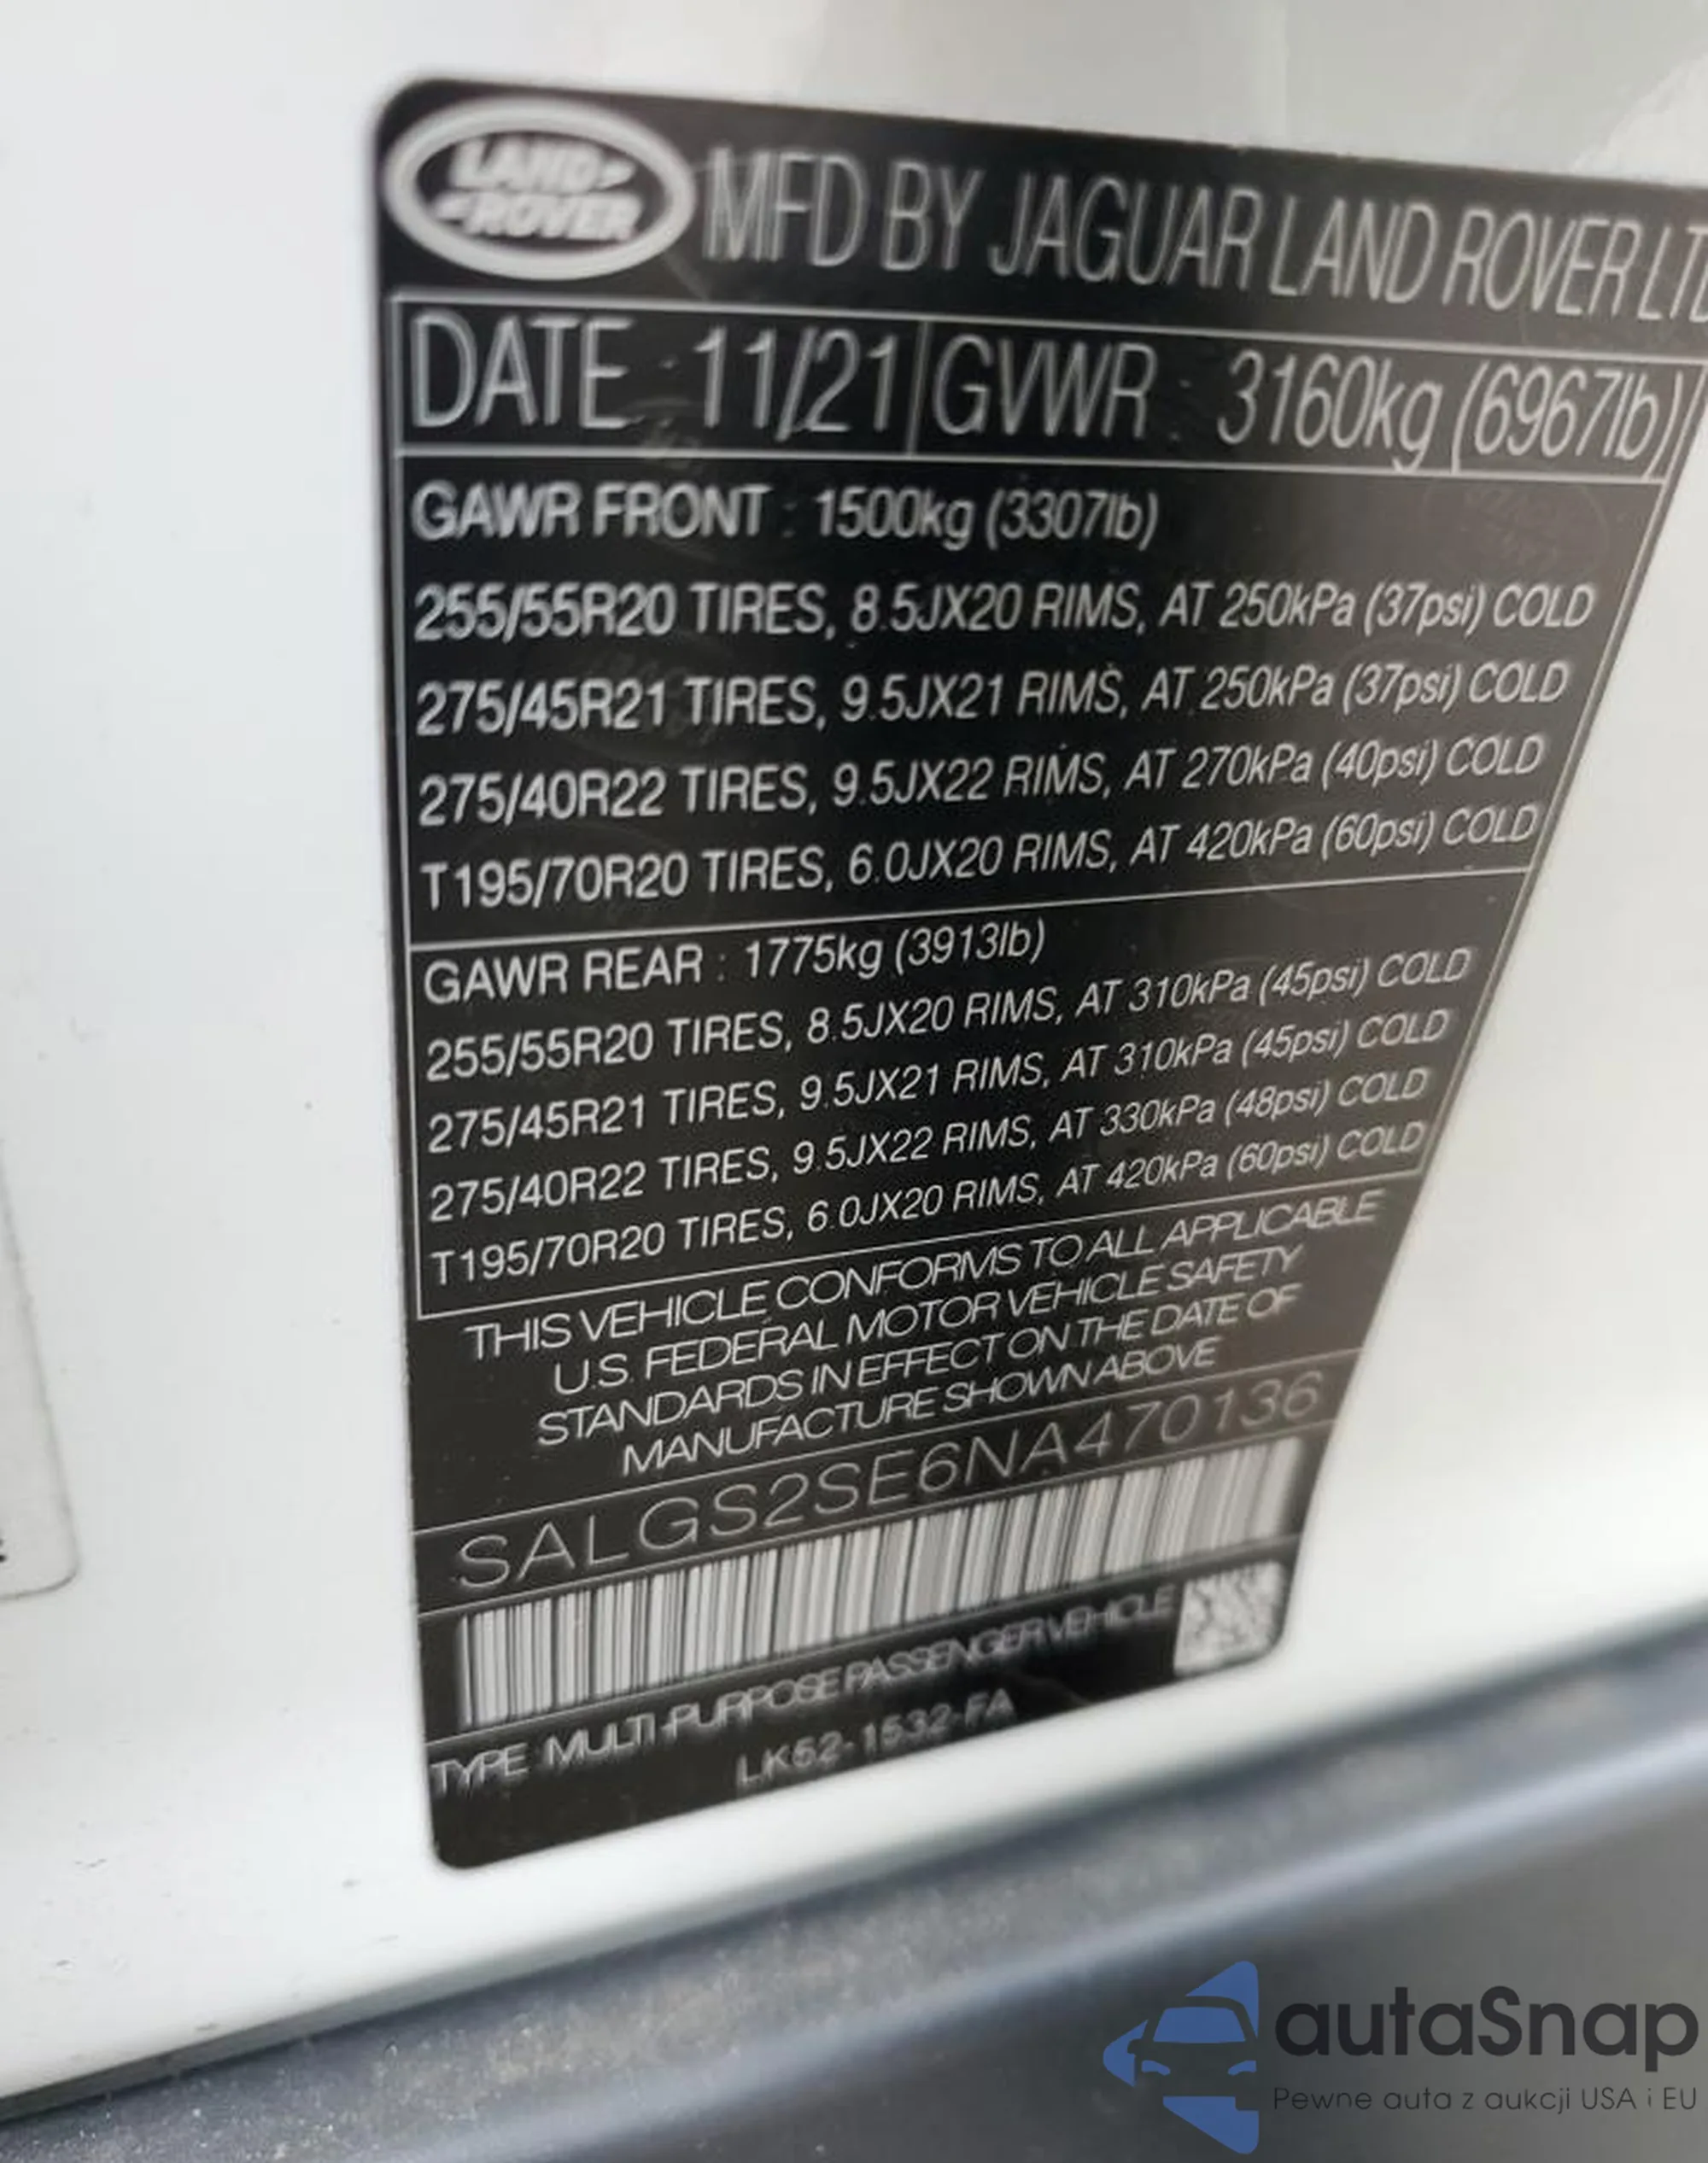 LAND-
-ROVER
MFD BY JAGUAR LAND ROVER LTD
DATE : 11/21 GVWR : 3160kg (6967lb)
GAWR FRONT : 1500kg (3307lb)
255/55R20 TIRES, 8.5JX20 RIMS, AT 250kPa (37psi) COLD
275/45R21 TIRES, 9.5JX21 RIMS, AT 250kPa (37psi) COLD
275/40R22 TIRES, 9.5JX22 RIMS, AT 270kPa (40psi) COLD
T195/70R20 TIRES, 6.0JX20 RIMS, AT 420kPa (60psi) COLD
GAWR REAR : 1775kg (3913lb)
255/55R20 TIRES, 8.5JX20 RIMS, AT 310kPa (45psi) COLD
275/45R21 TIRES, 9.5JX21 RIMS, AT 310kPa (45psi) COLD
275/40R22 TIRES, 9.5JX22 RIMS, AT 330kPa (48psi) COLD
T195/70R20 TIRES, 6.0JX20 RIMS, AT 420kPa (60psi) COLD
THIS VEHICLE CONFORMS TO ALL APPLICABLE
U.S. FEDERAL MOTOR VEHICLE SAFETY
STANDARDS IN EFFECT ON THE DATE OF
MANUFACTURE SHOWN ABOVE
SALGS2SE6NA470136
TYPE MULTI-PURPOSE PASSENGER VEHICLE
LK52-1532-FA
autaSnap
Pewne auta z aukcji USA i EU